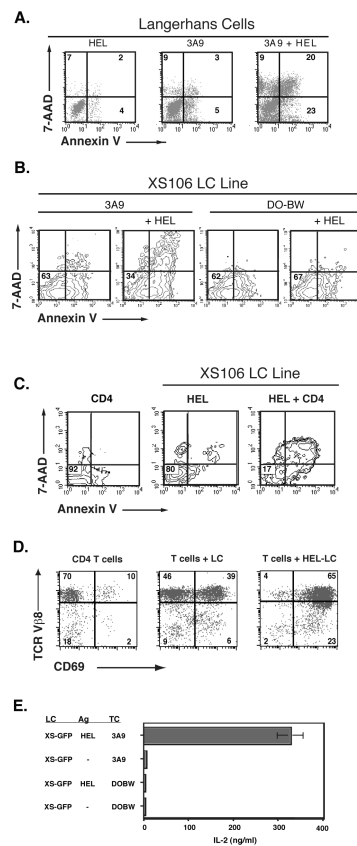 A.
Langerhans Cells
HEL
3A9
3A9 + HEL
7-AAD
7 2
4
9 3
5
9 20
23
Annexin V
B.
XS106 LC Line
3A9
DO-BW
+ HEL
+ HEL
7-AAD
63
34
62
67
Annexin V
C.
XS106 LC Line
CD4
HEL
HEL + CD4
7-AAD
92
80
17
Annexin V
D.
CD4 T cells
T cells + LC
T cells + HEL-LC
TCR Vβ8
70 10
18 2
46 39
9 6
4 65
2 23
CD69
E.
LC Ag TC
XS-GFP HEL 3A9
XS-GFP - 3A9
XS-GFP HEL DOBW
XS-GFP - DOBW
0 100 200 300 400
IL-2 (ng/ml)